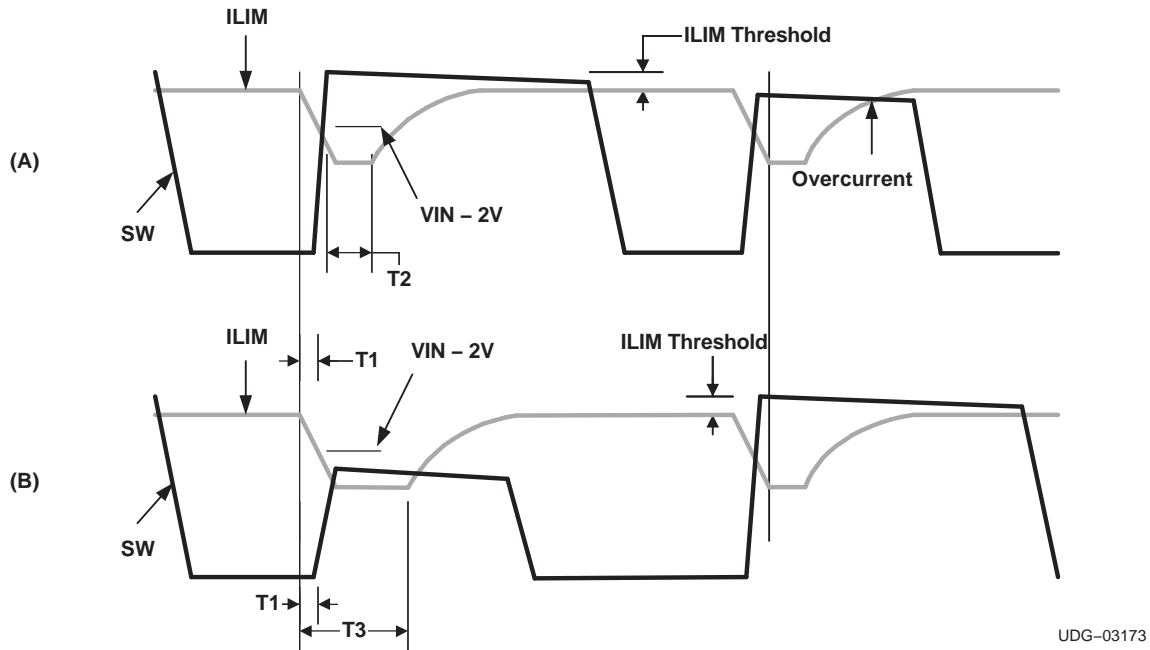 ILIM
ILIM Threshold
(A)
Overcurrent
VIN – 2V
SW
T2
ILIM
T1
VIN – 2V
ILIM Threshold
(B)
SW
T1
T3
UDG–03173